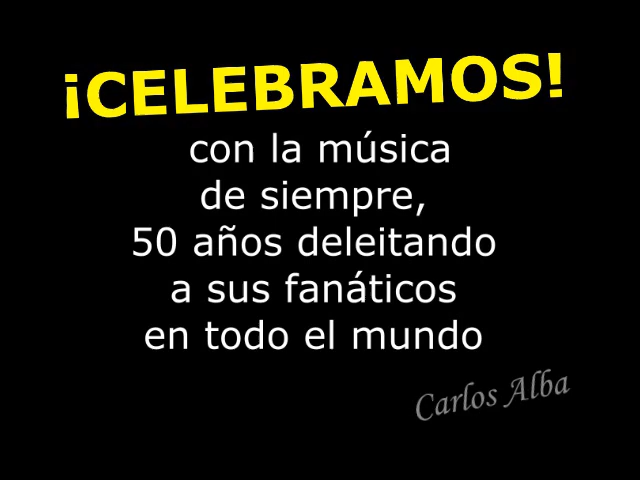 ¡CELEBRAMOS!
con la música
de siempre,
50 años deleitando
a sus fanáticos
en todo el mundo
Carlos Alba